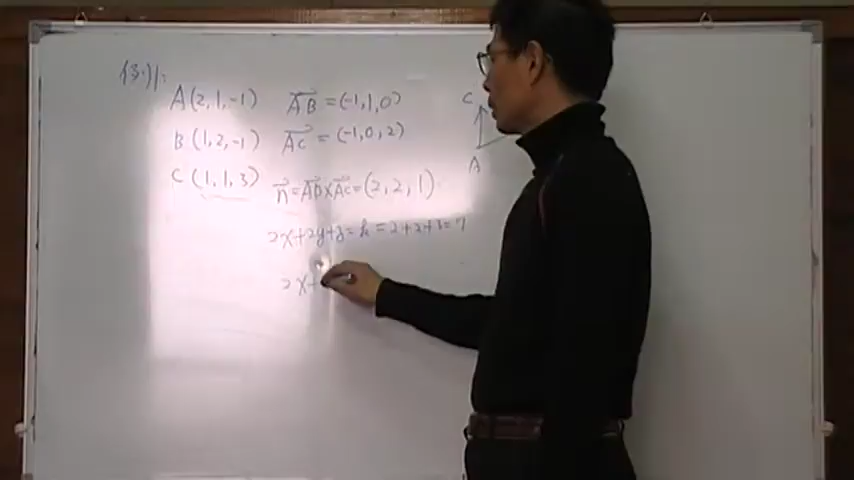 例1:
A(2,1,-1) AB=(-1,1,0)
B(1,2,-1) AC=(-1,0,2)
C(1,1,3) n=AB×AC=(2,2,1)
2x+2y+z=k=2+2+3=7
2x+
C
A